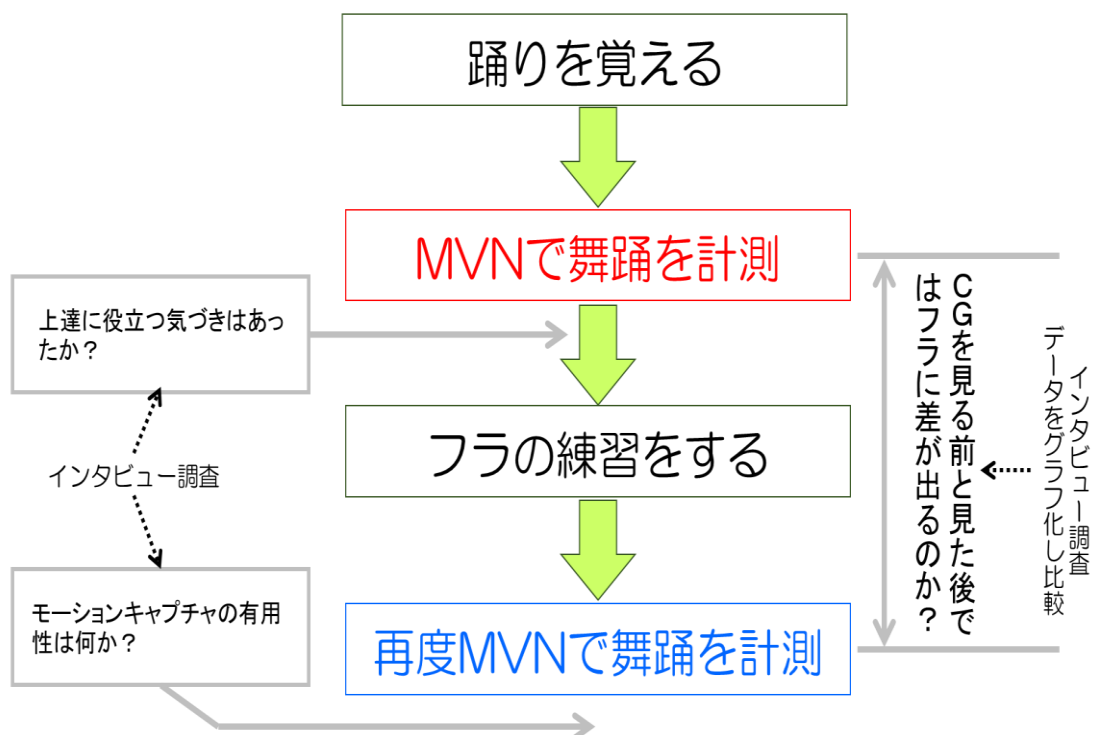 踊りを覚える
MVNで舞踊を計測
上達に役立つ気づきはあっ
たか？
フラの練習をする
インタビュー調査
モーションキャプチャの有用
性は何か？
再度MVNで舞踊を計測
CGを見る前と見た後で
はフラに差が出るのか？
インタビュー調査
データをグラフ化し比較